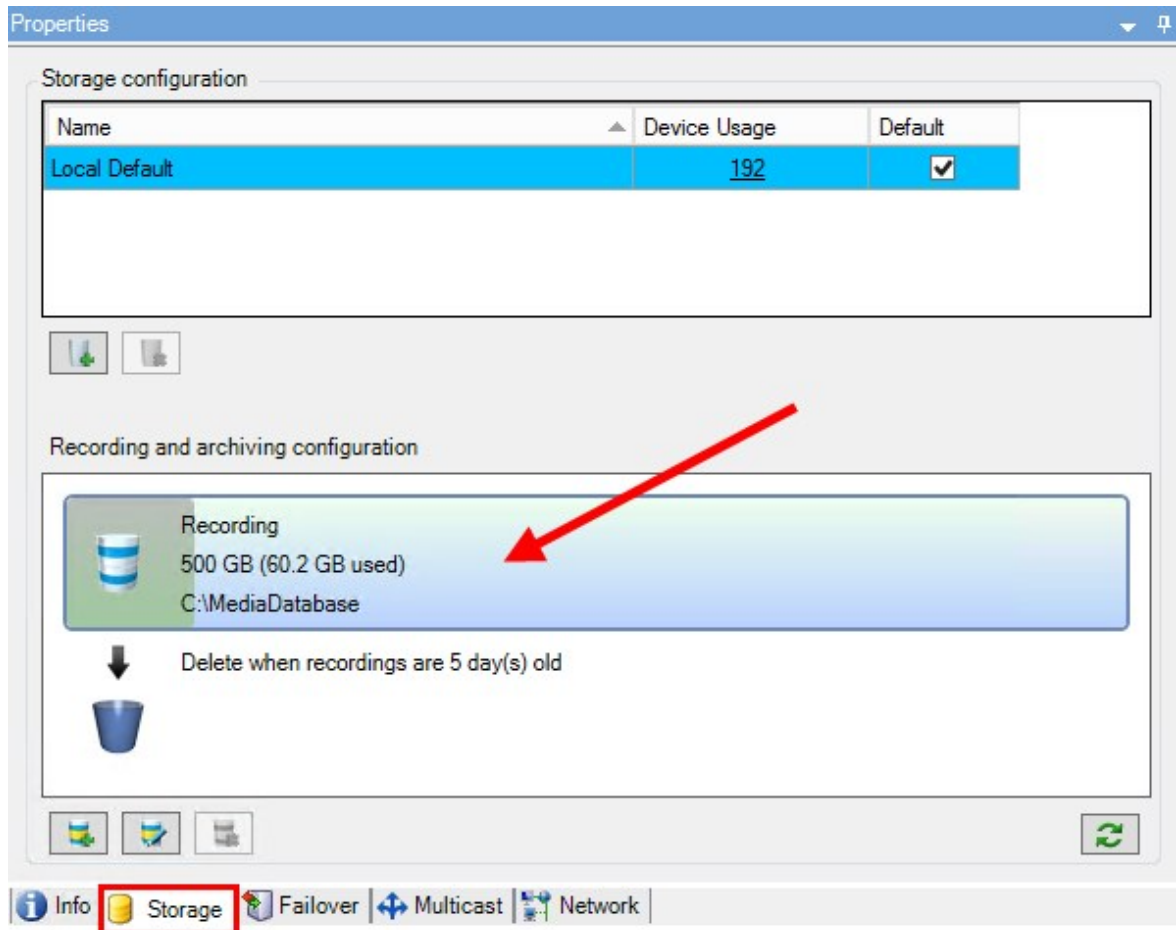 Properties
Storage configuration
Name Device Usage Default
Local Default 192
Recording and archiving configuration
Recording
500 GB (60.2 GB used)
C:\MediaDatabase
Delete when recordings are 5 day(s) old
Info Storage Failover Multicast Network